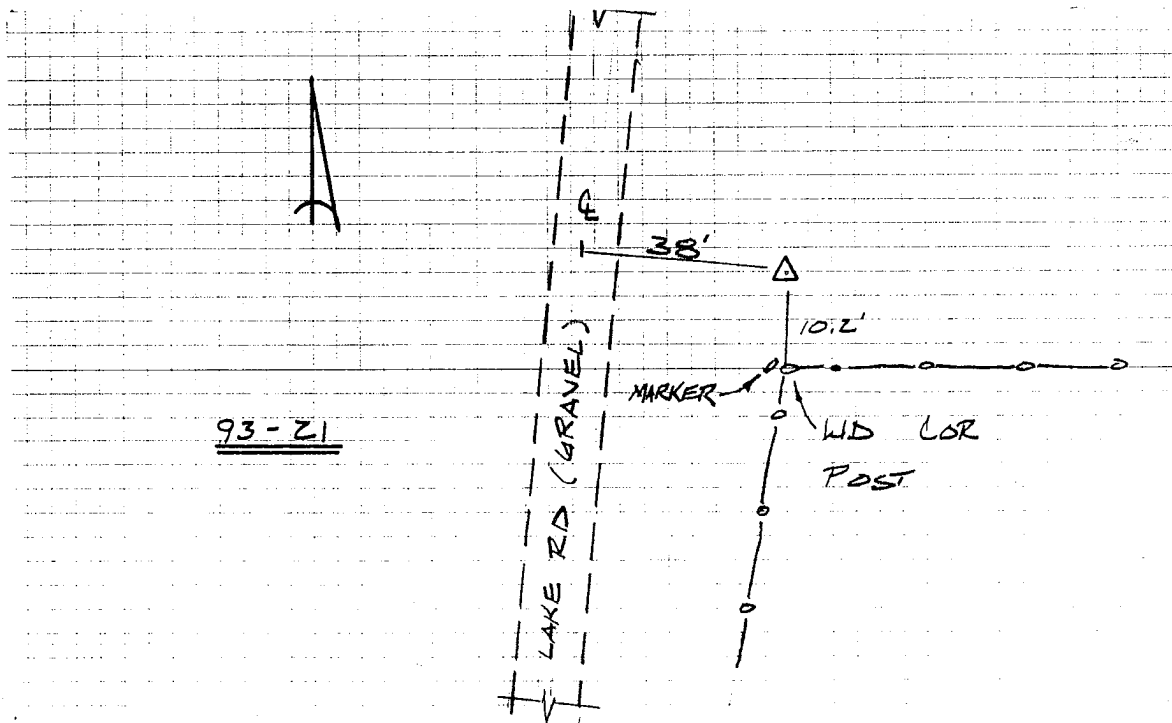 ℄
38'
10.2'
LAKE RD (GRAVEL)
MARKER
93-21
WD COR
POST